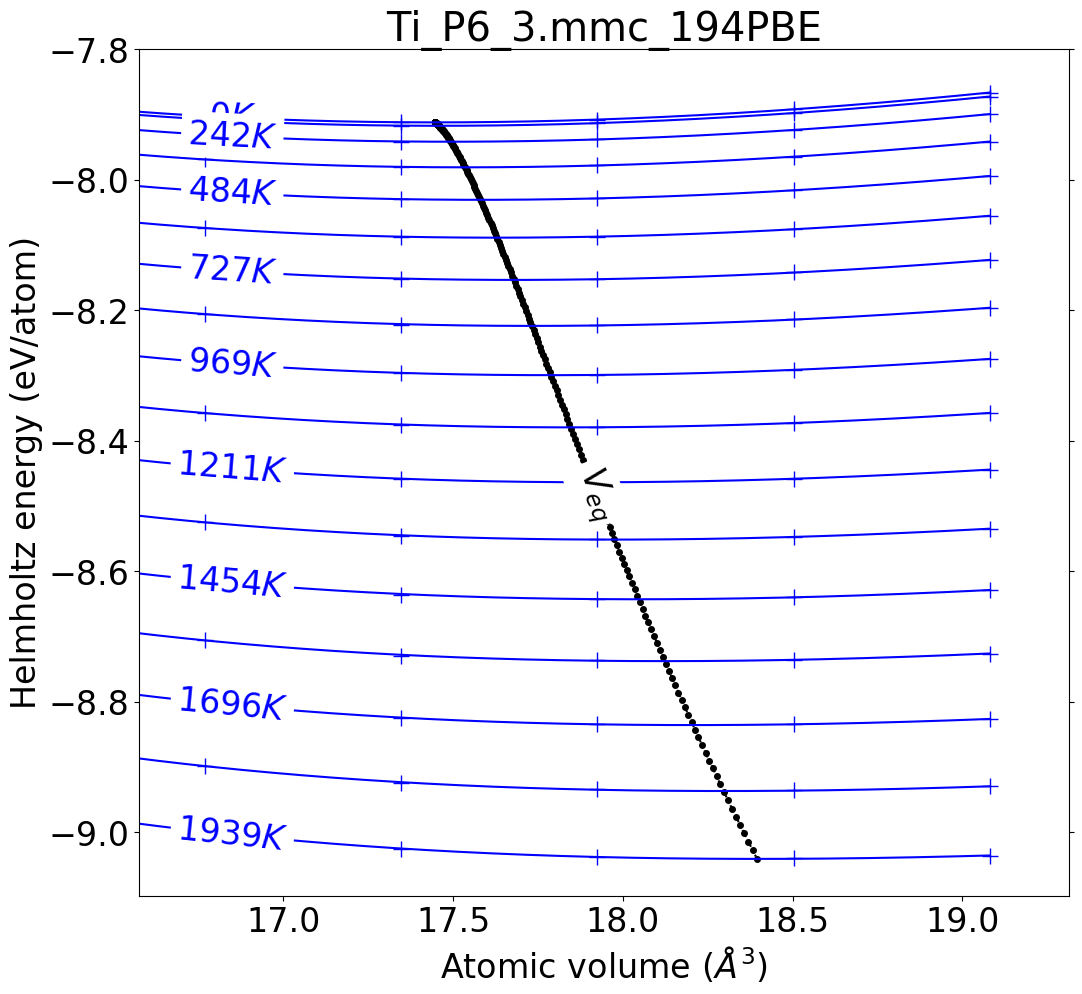 Ti_P6_3.mmc_194PBE
Helmholtz energy (eV/atom)
−7.8
−8.0
−8.2
−8.4
−8.6
−8.8
−9.0
0K
242K
484K
727K
969K
1211K
1454K
1696K
1939K
V_eq
17.0 17.5 18.0 18.5 19.0
Atomic volume (Å³)